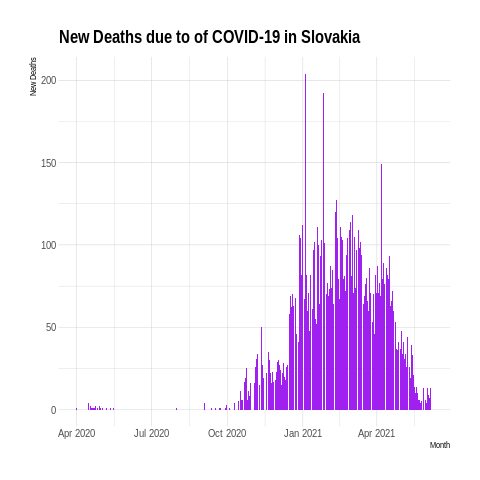 New Deaths due to of COVID-19 in Slovakia
New Deaths
200
150
100
50
0
Apr 2020 Jul 2020 Oct 2020 Jan 2021 Apr 2021
Month